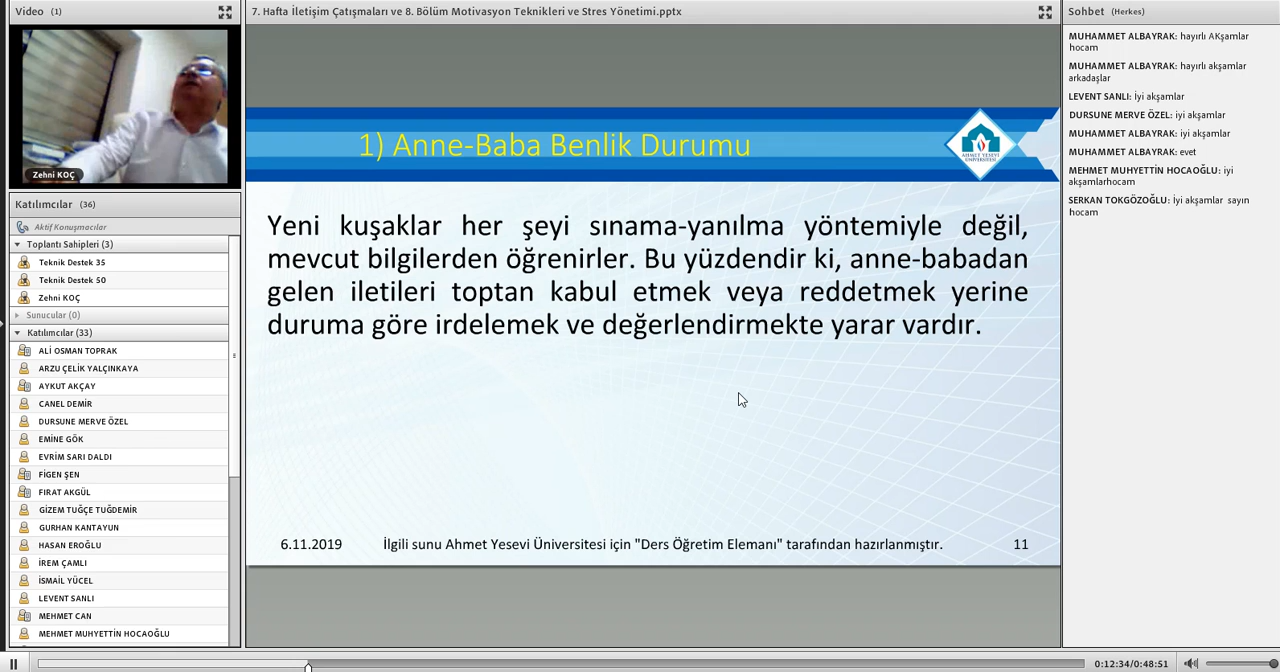 Video (1)
Zehni KOÇ
Katılımcılar (36)
Aktif Konuşmacılar
Toplantı Sahipleri (3)
Teknik Destek 35
Teknik Destek 50
Zehni KOÇ
Sunucular (0)
Katılımcılar (33)
ALİ OSMAN TOPRAK
ARZU ÇELİK YALÇINKAYA
AYKUT AKÇAY
CANEL DEMİR
DURSUNE MERVE ÖZEL
EMİNE GÖK
EVRİM SARI DALDI
FİGEN ŞEN
FIRAT AKGÜL
GİZEM TUĞÇE TUĞDEMİR
GURHAN KANTAYUN
HASAN EROĞLU
İREM ÇAMLI
İSMAİL YÜCEL
LEVENT SANLI
MEHMET CAN
MEHMET MUHYETTİN HOCAOĞLU
7. Hafta İletişim Çatışmaları ve 8. Bölüm Motivasyon Teknikleri ve Stres Yönetimi.pptx
1) Anne-Baba Benlik Durumu
AHMET YESEVİ
ÜNİVERSİTESİ
Yeni kuşaklar her şeyi sınama-yanılma yöntemiyle değil,
mevcut bilgilerden öğrenirler. Bu yüzdendir ki, anne-babadan
gelen iletileri toptan kabul etmek veya reddetmek yerine
duruma göre irdelemek ve değerlendirmekte yarar vardır.
6.11.2019 İlgili sunu Ahmet Yesevi Üniversitesi için "Ders Öğretim Elemanı" tarafından hazırlanmıştır. 11
Sohbet (Herkes)
MUHAMMET ALBAYRAK: hayırlı AKşamlar
hocam
MUHAMMET ALBAYRAK: hayırlı akşamlar
arkadaşlar
LEVENT SANLI: İyi akşamlar
DURSUNE MERVE ÖZEL: iyi akşamlar
MUHAMMET ALBAYRAK: iyi akşamlar
MUHAMMET ALBAYRAK: evet
MEHMET MUHYETTİN HOCAOĞLU: iyi
akşamlarhocam
SERKAN TOKGÖZOĞLU: İyi akşamlar sayın
hocam
0:12:34/0:48:51